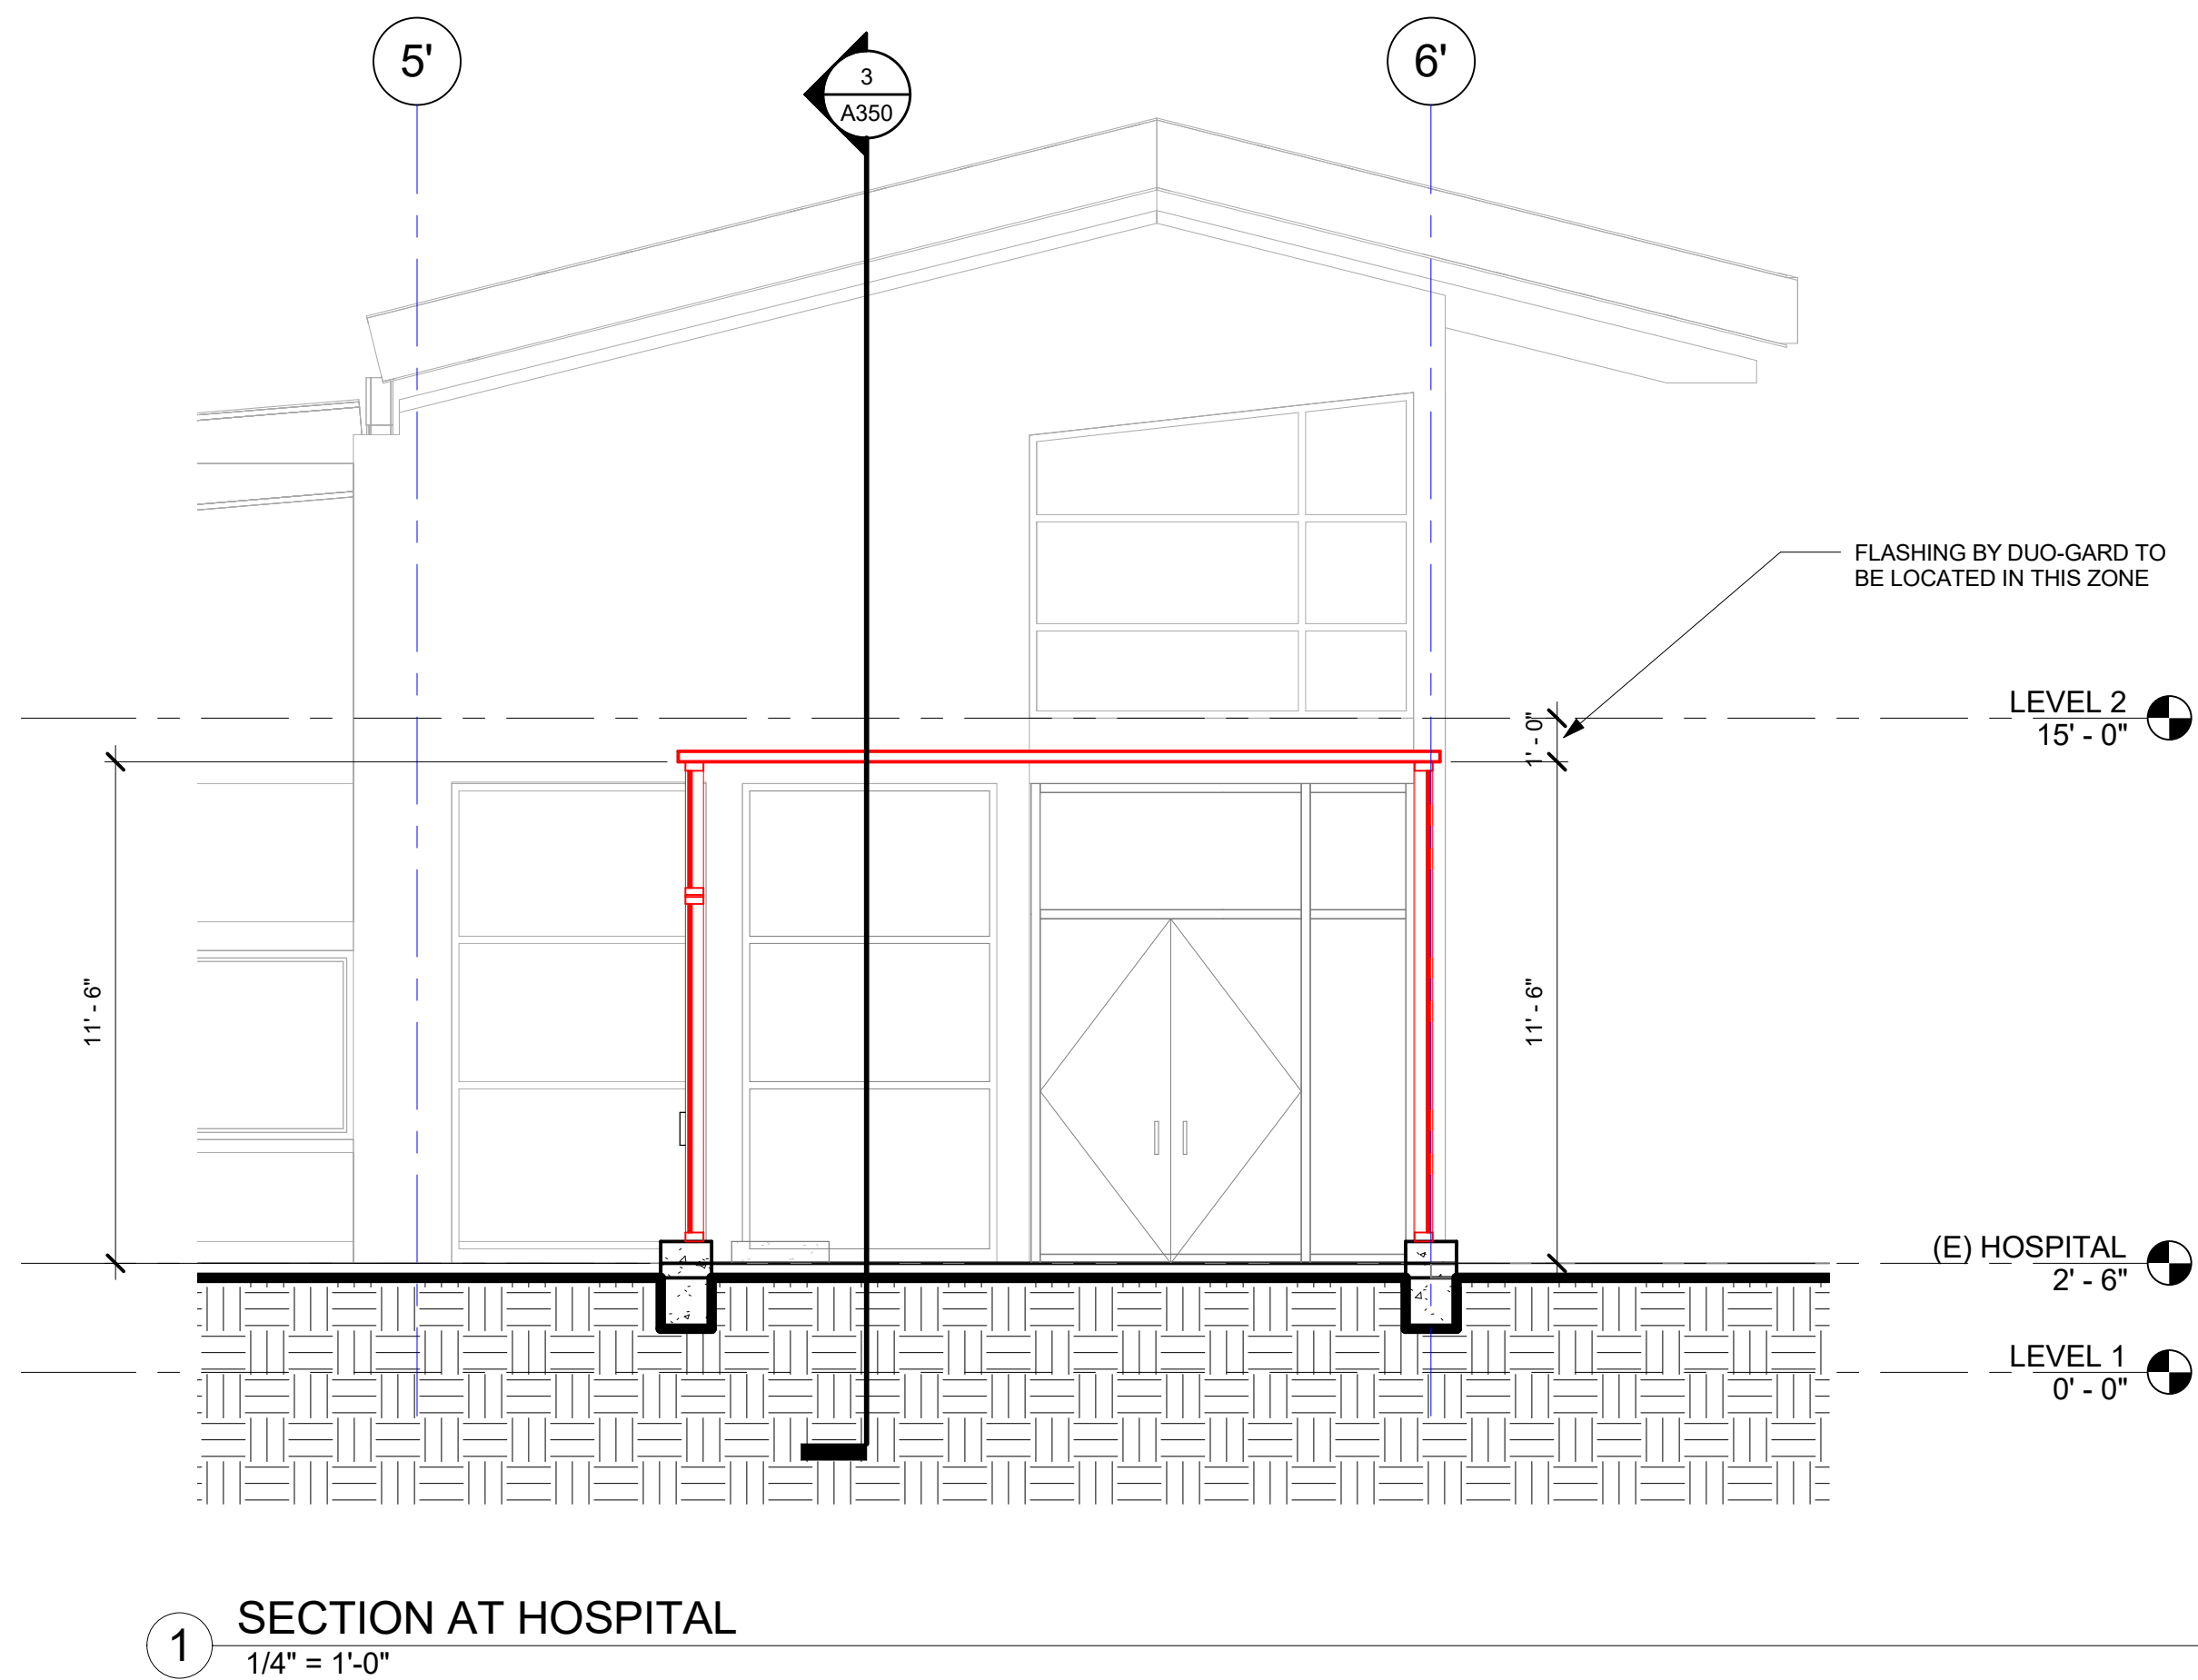 5'
3
A350
6'
FLASHING BY DUO-GARD TO
BE LOCATED IN THIS ZONE
LEVEL 2
15' - 0"
1' - 0"
11' - 6"
11' - 6"
(E) HOSPITAL
2' - 6"
LEVEL 1
0' - 0"
1
SECTION AT HOSPITAL
1/4" = 1'-0"